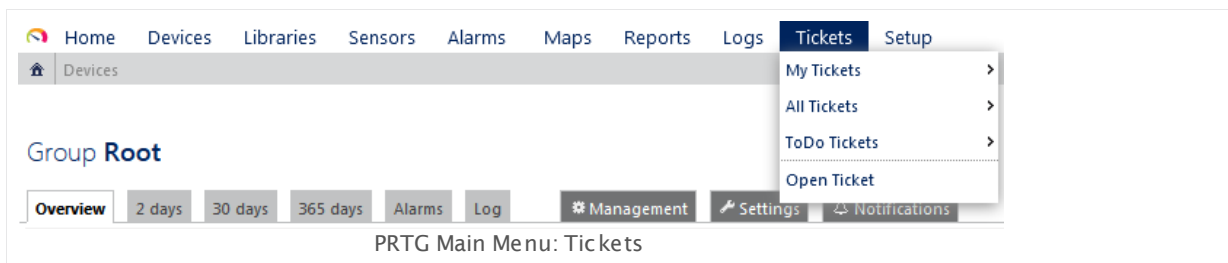 Home Devices Libraries Sensors Alarms Maps Reports Logs Tickets Setup
Devices
My Tickets
All Tickets
ToDo Tickets
Open Ticket
Group Root
Overview 2 days 30 days 365 days Alarms Log Management Settings Notifications
PRTG Main Menu: Tickets